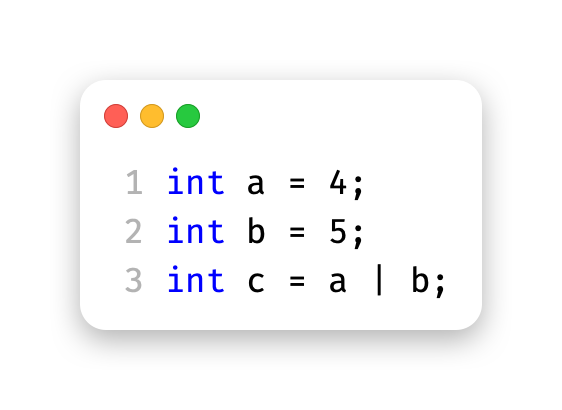 1 int a = 4;
2 int b = 5;
3 int c = a | b;